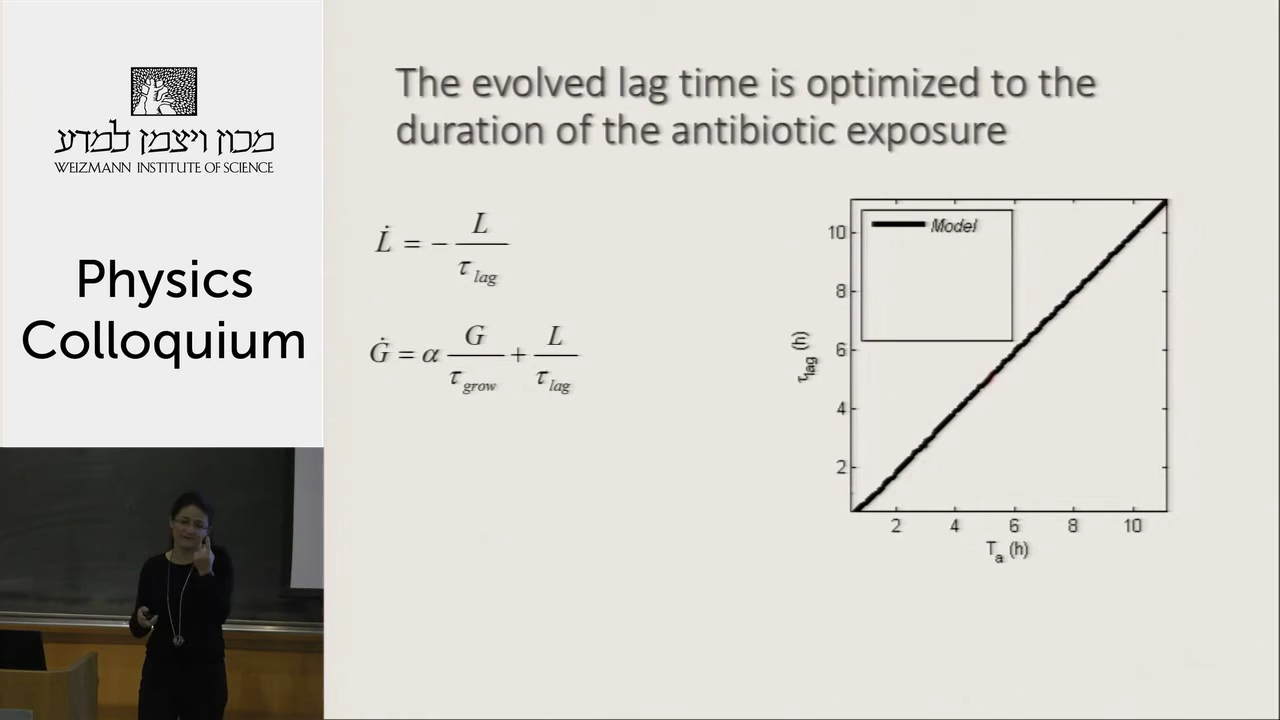 מכון ויצמן למדע
WEIZMANN INSTITUTE OF SCIENCE
Physics
Colloquium
The evolved lag time is optimized to the
duration of the antibiotic exposure
L̇ = − L / τ_lag
Ġ = α G / τ_grow + L / τ_lag
Model
10
8
6
4
2
τ_lag (h)
2 4 6 8 10
T_a (h)